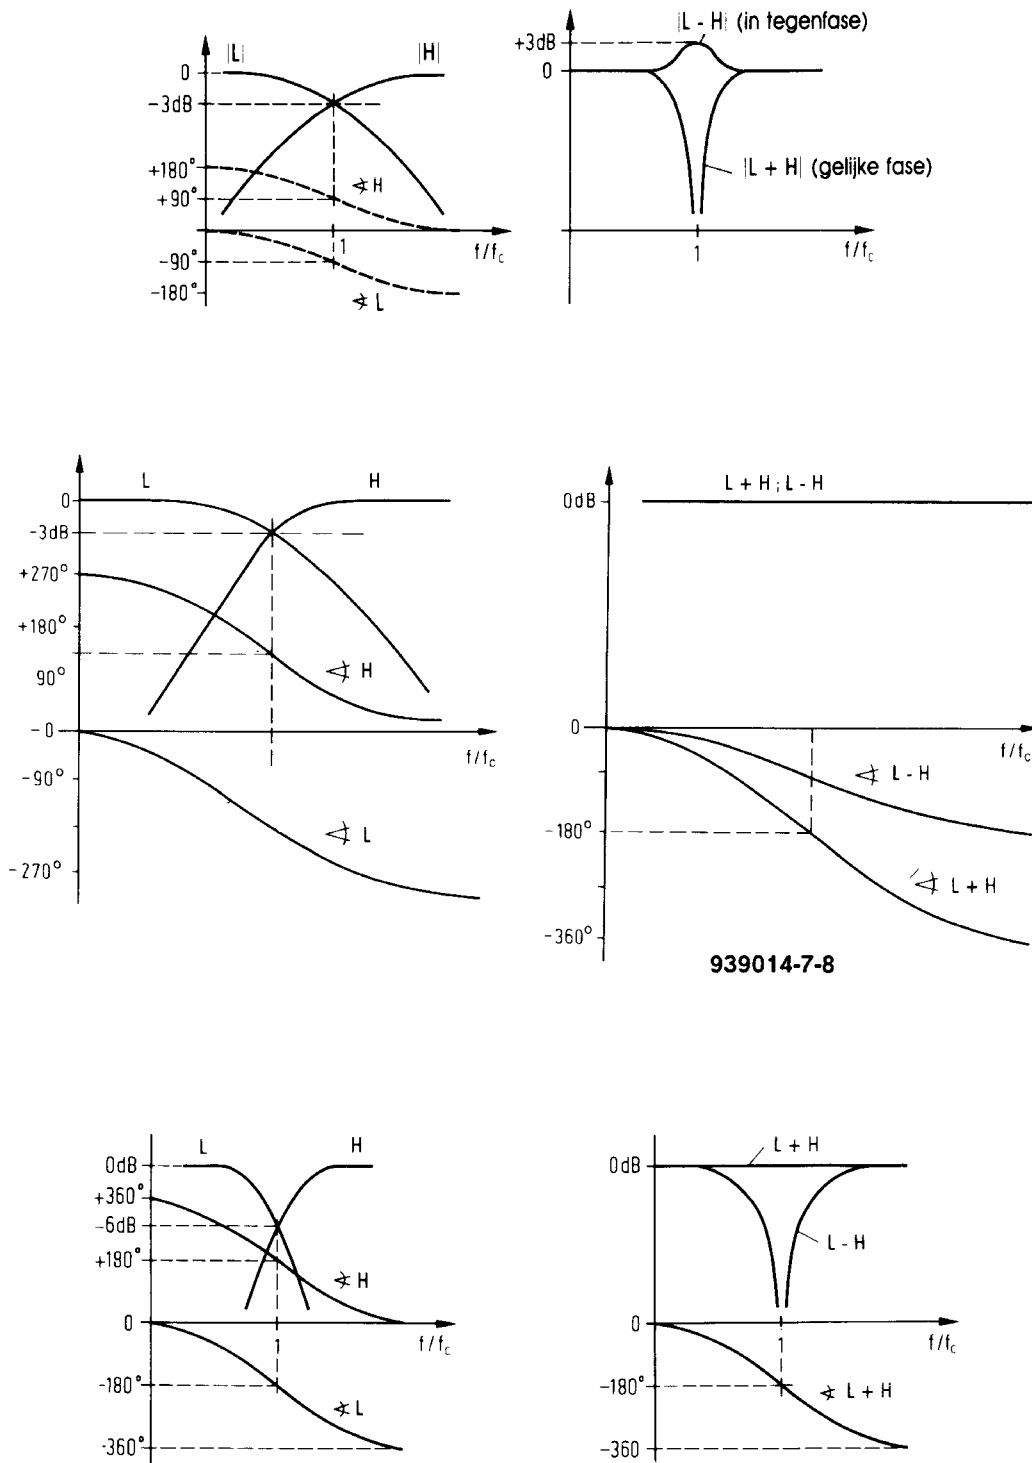 |L|
|H|
0
-3dB
+180°
∢ H
+90°
1
f/fc
-90°
-180°
∢ L
|L - H| (in tegenfase)
+3dB
0
|L + H| (gelijke fase)
1
f/fc
L
H
0
-3dB
+270°
+180°
90°
∢ H
- 0
f/fc
-90°
∢ L
-270°
L + H ; L - H
0dB
0
f/fc
∢ L - H
-180°
∢ L + H
-360°
939014-7-8
L
H
0dB
+360°
-6dB
+180°
∢ H
0
1
f/fc
-180°
∢ L
-360°
L + H
0dB
L - H
0
1
f/fc
-180°
∢ L + H
-360